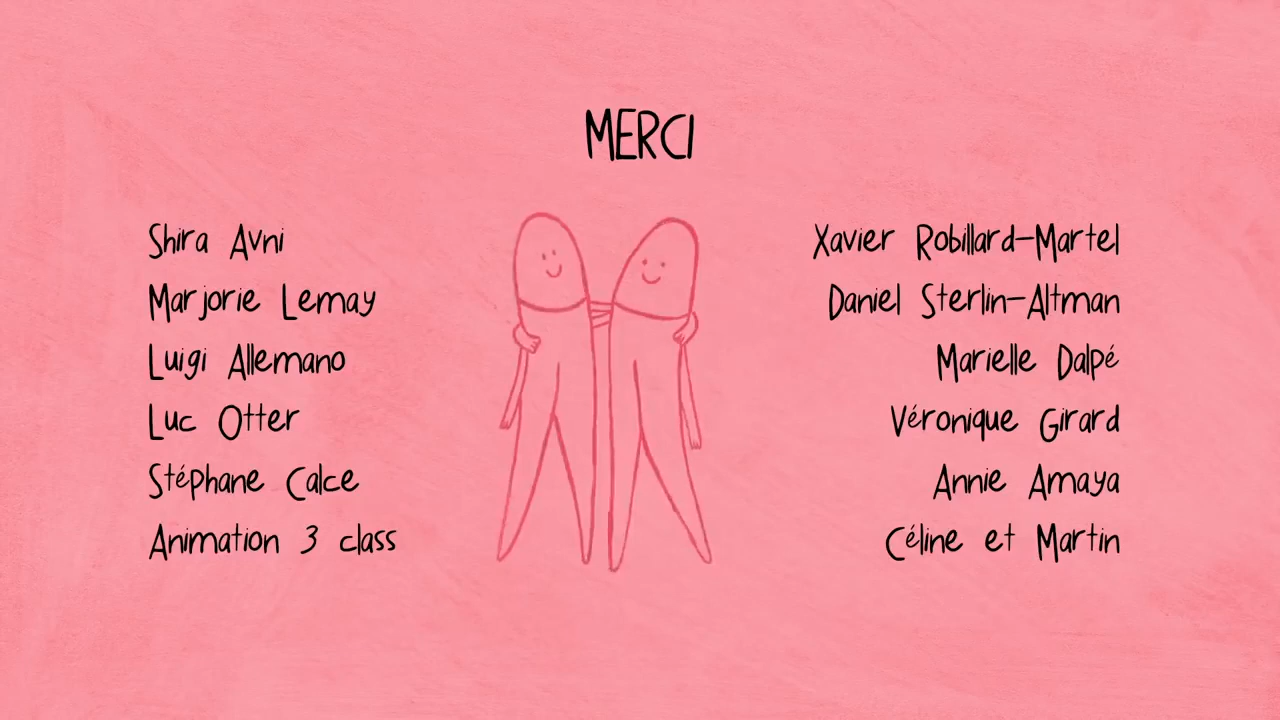 MERCI
Shira Avni
Marjorie Lemay
Luigi Allemano
Luc Otter
Stéphane Calce
Animation 3 class
Xavier Robillard-Martel
Daniel Sterlin-Altman
Marielle Dalpé
Véronique Girard
Annie Amaya
Céline et Martin